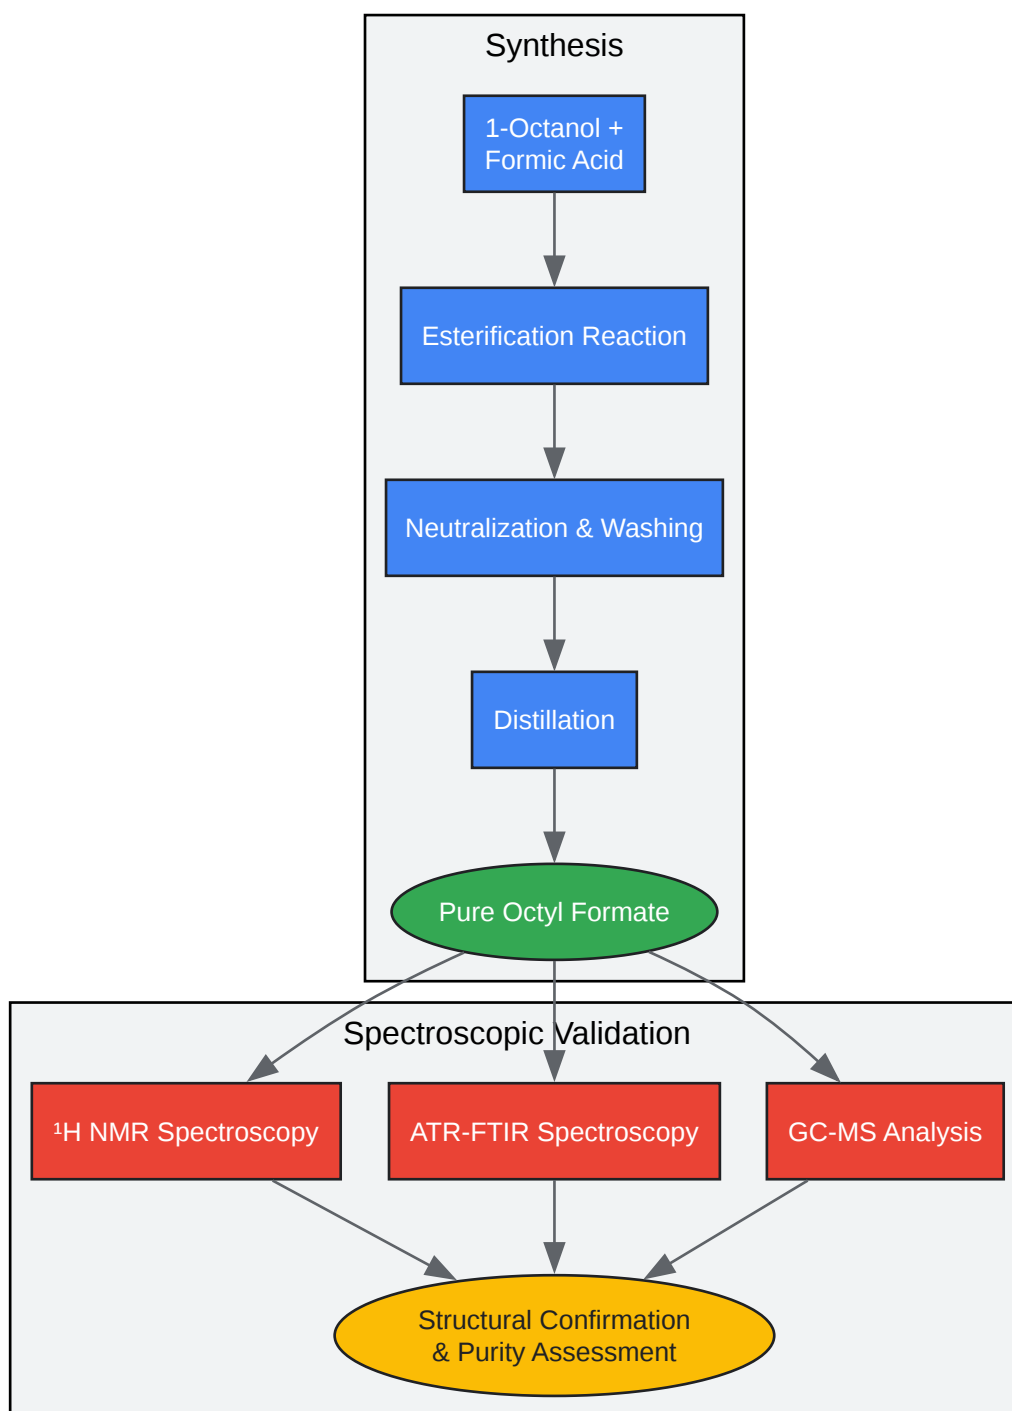 Synthesis
1-Octanol +
Formic Acid
Esterification Reaction
Neutralization & Washing
Distillation
Pure Octyl Formate
Spectroscopic Validation
¹H NMR Spectroscopy
ATR-FTIR Spectroscopy
GC-MS Analysis
Structural Confirmation
& Purity Assessment